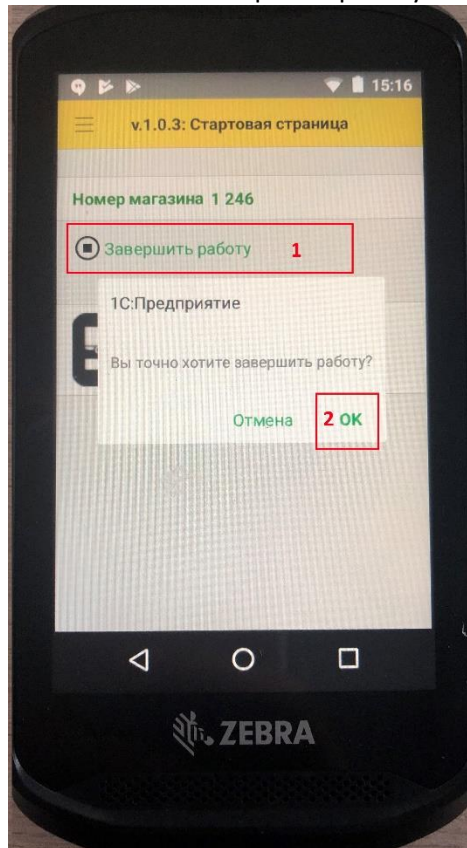 15:16
v.1.0.3: Стартовая страница
Номер магазина 1 246
Завершить работу 1
1С:Предприятие
Вы точно хотите завершить работу?
Отмена 2 OK
ZEBRA